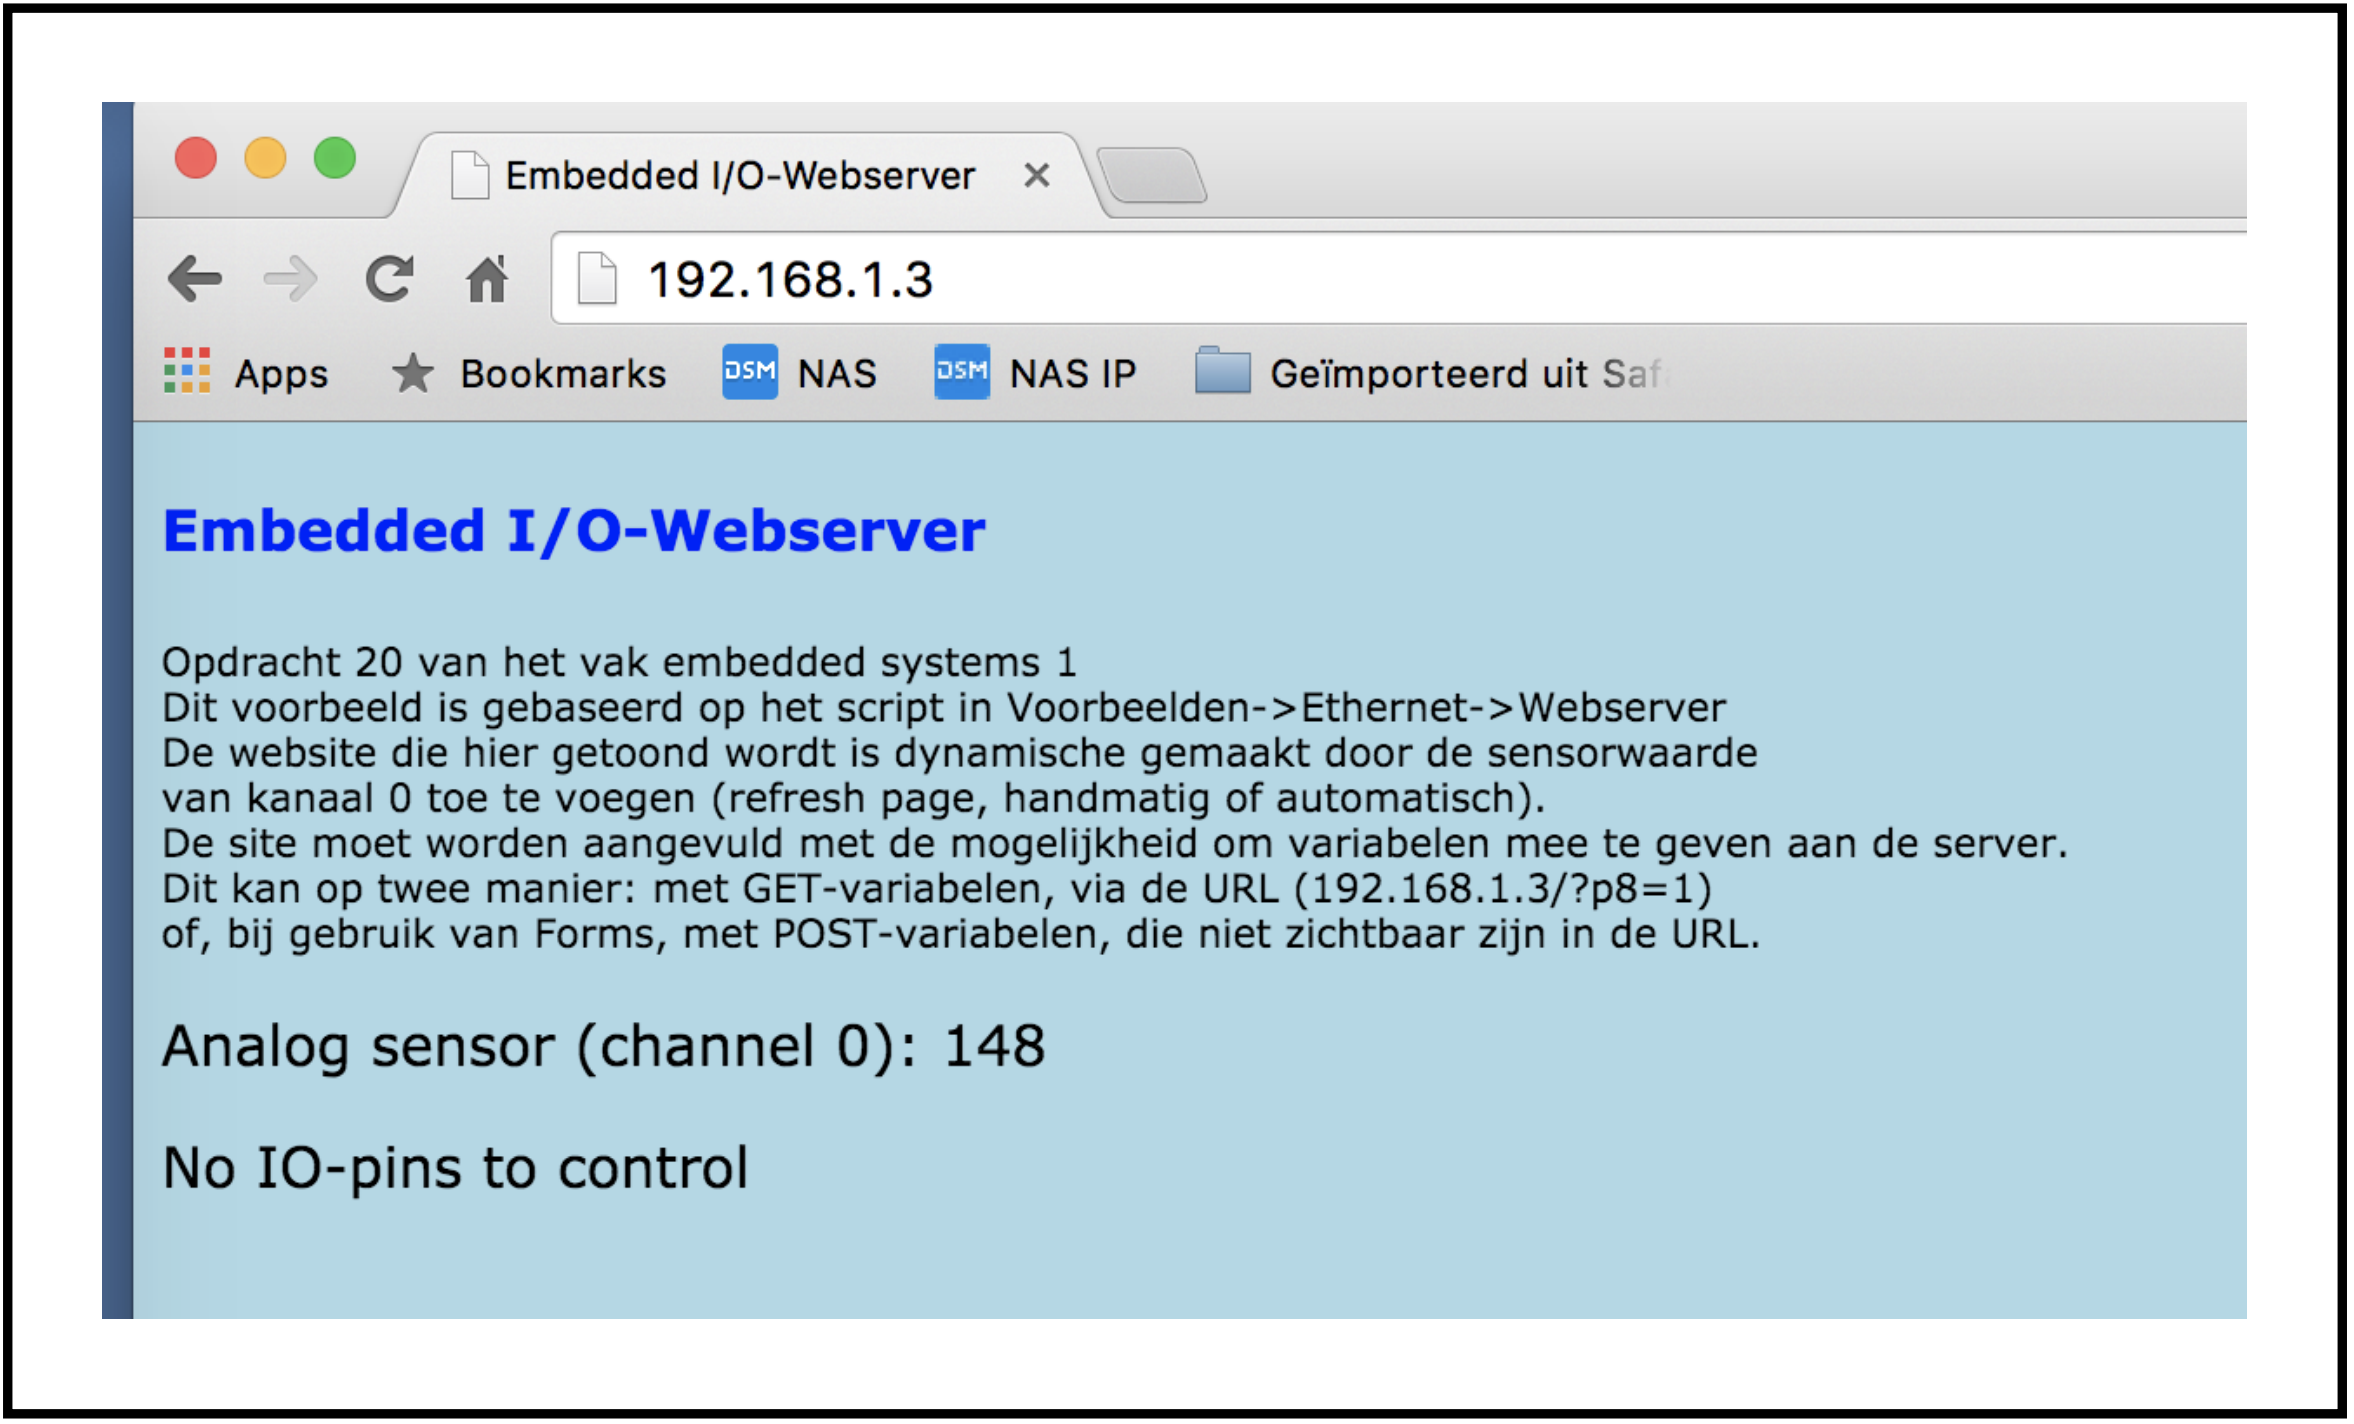 Embedded I/O-Webserver
192.168.1.3
Apps Bookmarks DSM NAS DSM NAS IP Geïmporteerd uit Saf
Embedded I/O-Webserver
Opdracht 20 van het vak embedded systems 1
Dit voorbeeld is gebaseerd op het script in Voorbeelden->Ethernet->Webserver
De website die hier getoond wordt is dynamische gemaakt door de sensorwaarde
van kanaal 0 toe te voegen (refresh page, handmatig of automatisch).
De site moet worden aangevuld met de mogelijkheid om variabelen mee te geven aan de server.
Dit kan op twee manier: met GET-variabelen, via de URL (192.168.1.3/?p8=1)
of, bij gebruik van Forms, met POST-variabelen, die niet zichtbaar zijn in de URL.
Analog sensor (channel 0): 148
No IO-pins to control